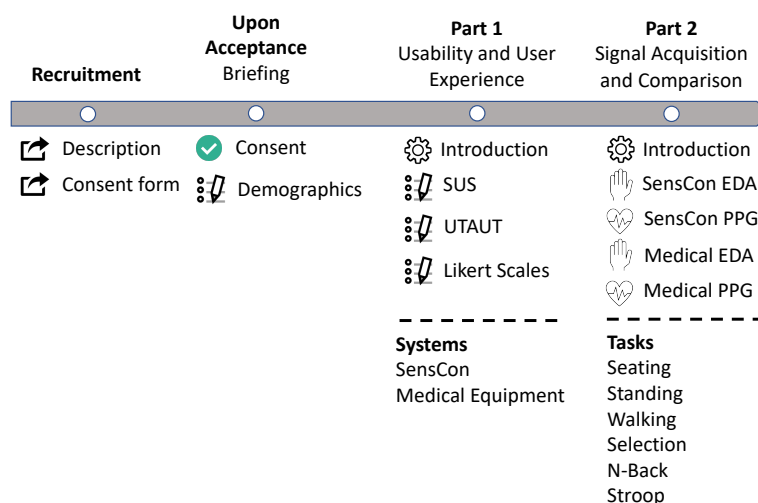 Recruitment
Upon
Acceptance
Briefing
Part 1
Usability and User
Experience
Part 2
Signal Acquisition
and Comparison
Description
Consent form
Consent
Demographics
Introduction
SUS
UTAUT
Likert Scales
Systems
SensCon
Medical Equipment
Introduction
SensCon EDA
SensCon PPG
Medical EDA
Medical PPG
Tasks
Seating
Standing
Walking
Selection
N-Back
Stroop